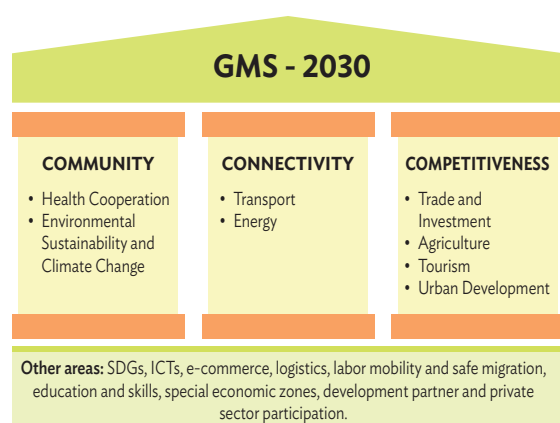 GMS - 2030
COMMUNITY
• Health Cooperation
• Environmental
Sustainability and
Climate Change
CONNECTIVITY
• Transport
• Energy
COMPETITIVENESS
• Trade and
Investment
• Agriculture
• Tourism
• Urban Development
Other areas: SDGs, ICTs, e-commerce, logistics, labor mobility and safe migration,
education and skills, special economic zones, development partner and private
sector participation.